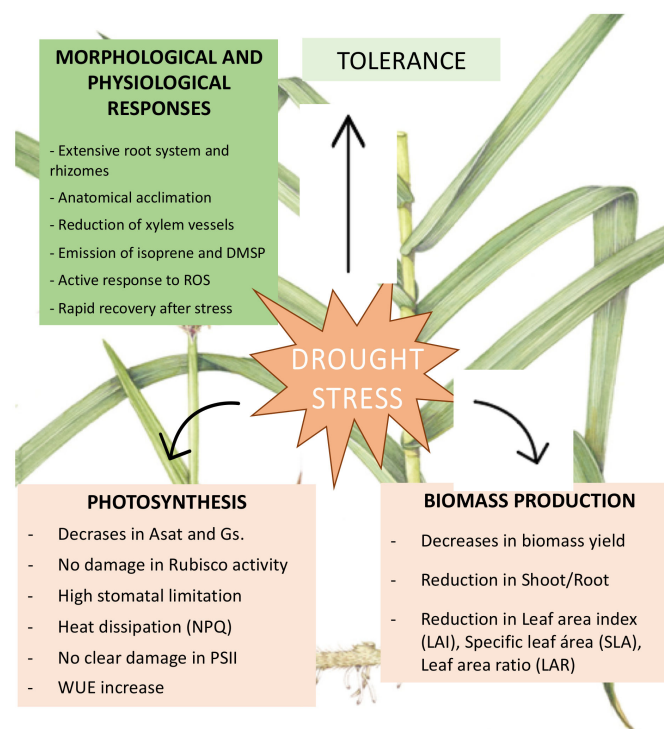 MORPHOLOGICAL AND
PHYSIOLOGICAL
RESPONSES
- Extensive root system and
rhizomes
- Anatomical acclimation
- Reduction of xylem vessels
- Emission of isoprene and DMSP
- Active response to ROS
- Rapid recovery after stress
TOLERANCE
DROUGHT
STRESS
PHOTOSYNTHESIS
- Decrases in Asat and Gs.
- No damage in Rubisco activity
- High stomatal limitation
- Heat dissipation (NPQ)
- No clear damage in PSII
- WUE increase
BIOMASS PRODUCTION
- Decreases in biomass yield
- Reduction in Shoot/Root
- Reduction in Leaf area index
(LAI), Specific leaf área (SLA),
Leaf area ratio (LAR)